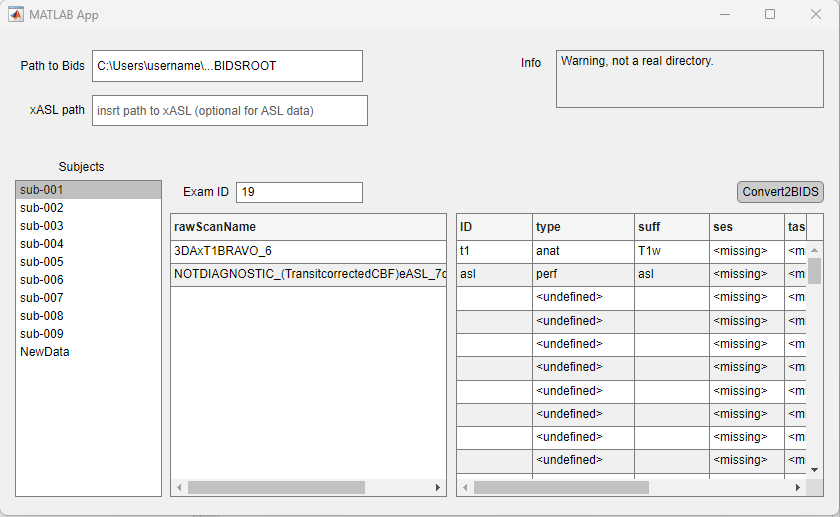 MATLAB App
Path to Bids C:\Users\username\...BIDSROOT Info Warning, not a real directory.
xASL path insrt path to xASL (optional for ASL data)
Subjects
Exam ID 19 Convert2BIDS
sub-001
sub-002
sub-003
sub-004
sub-005
sub-006
sub-007
sub-008
sub-009
NewData
rawScanName
3DAxT1BRAVO_6
NOTDIAGNOSTIC_(TransitcorrectedCBF)eASL_7
ID type suff ses tas
t1 anat T1w <missing> <m
asl perf asl <missing> <m
<undefined> <missing> <m
<undefined> <missing> <m
<undefined> <missing> <m
<undefined> <missing> <m
<undefined> <missing> <m
<undefined> <missing> <m
<undefined> <missing> <m
<undefined> <missing> <m